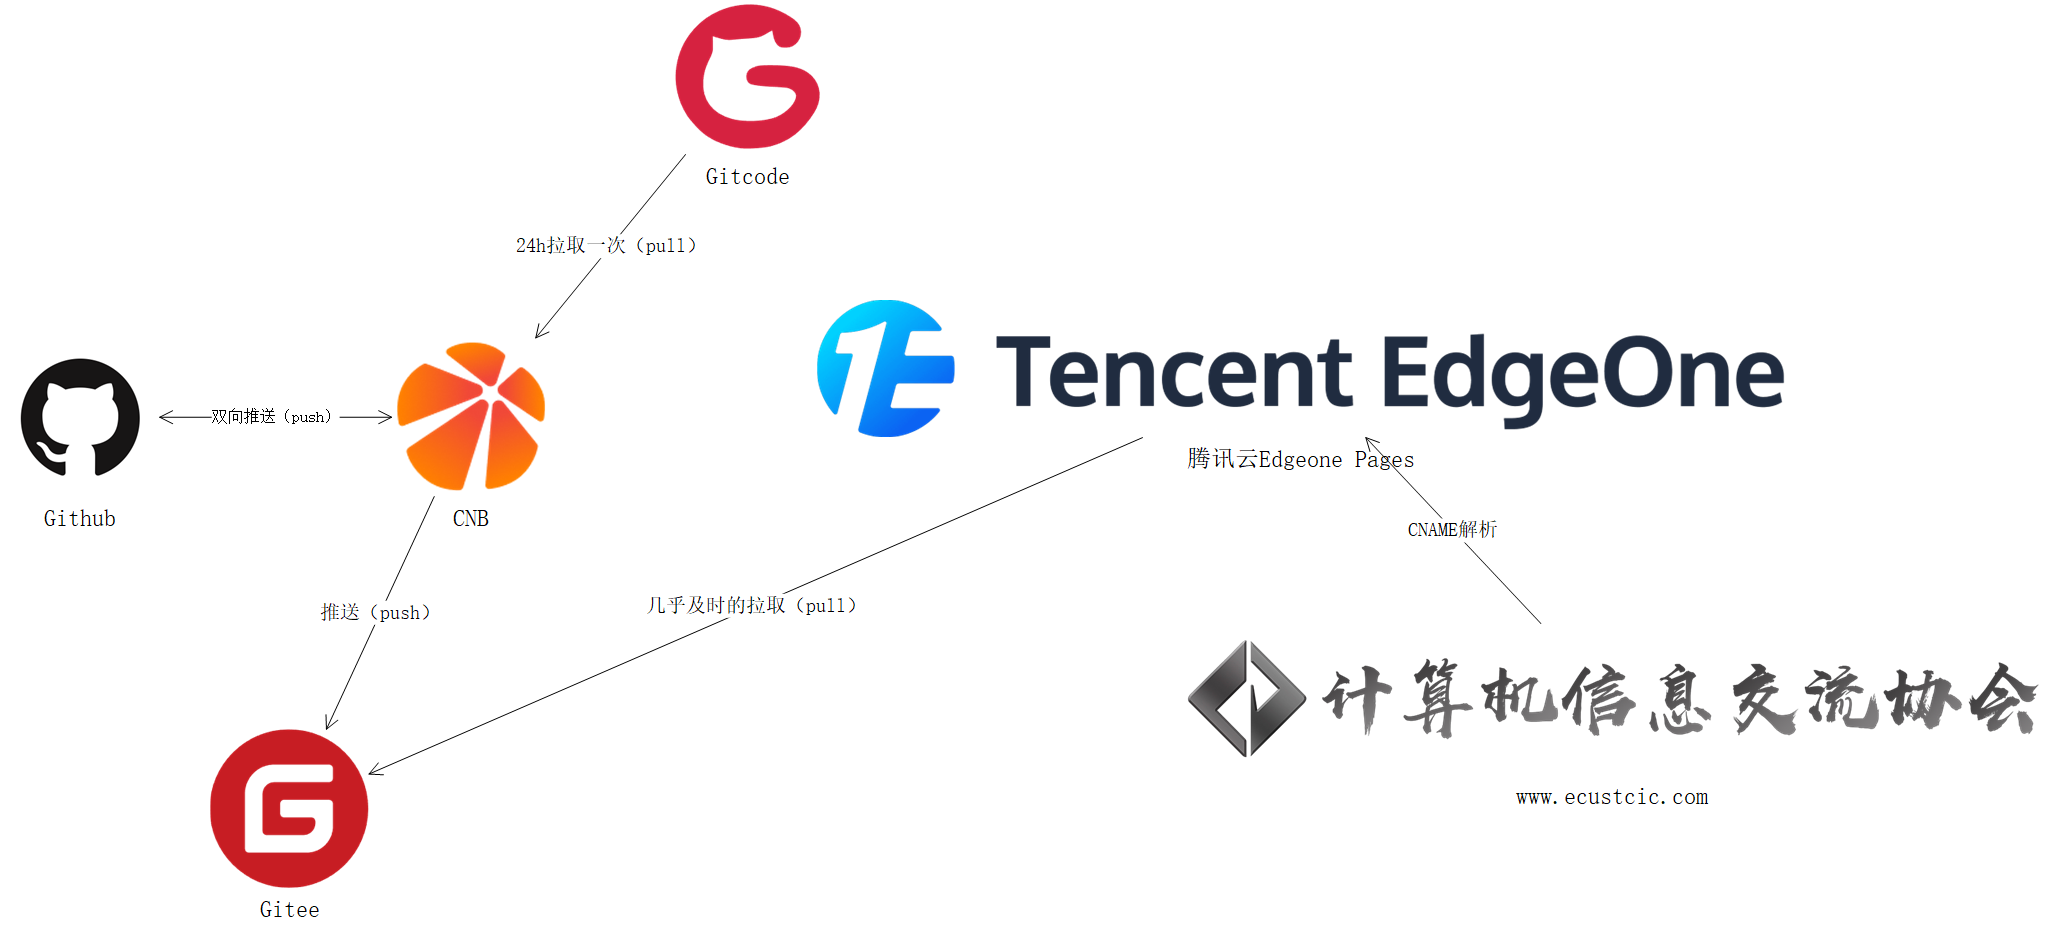 Gitcode
24h拉取一次（pull）
Tencent EdgeOne
双向推送（push）
腾讯云Edgeone Pages
Github
CNB
CNAME解析
推送（push）
几乎及时的拉取（pull）
计算机信息交流协会
www.ecustcic.com
Gitee